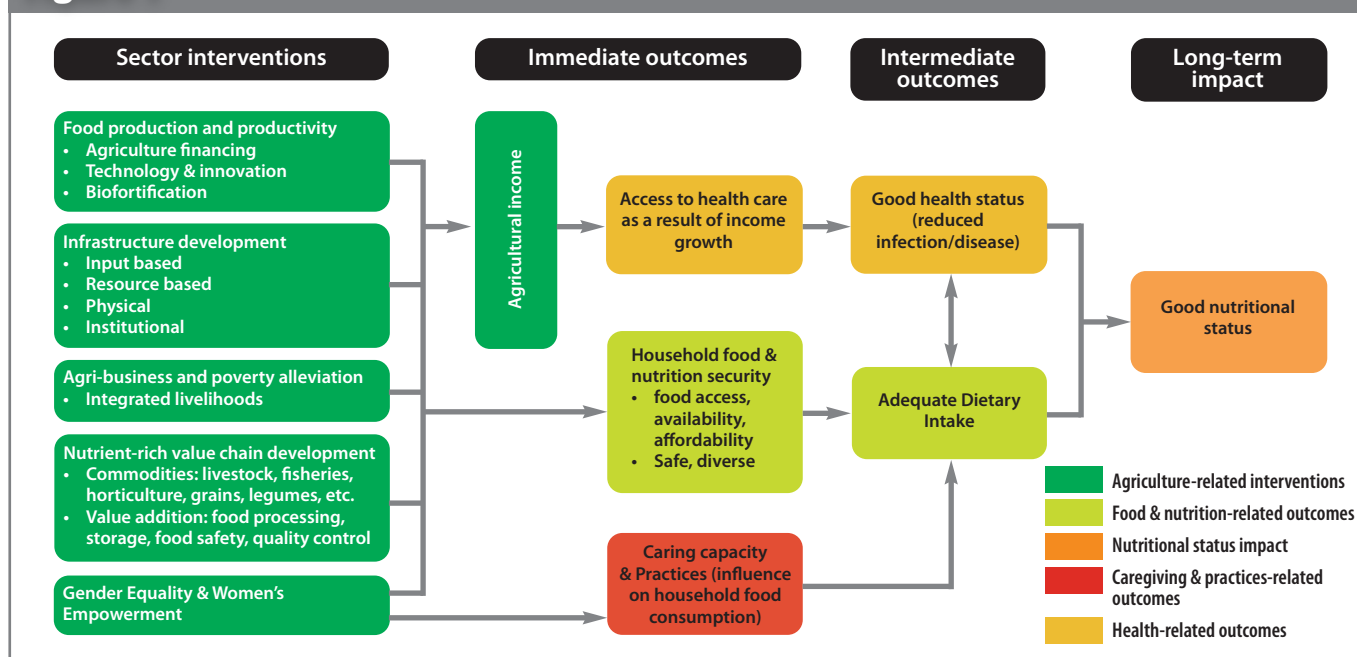 Sector interventions
Immediate outcomes
Intermediate
outcomes
Long-term
impact
Food production and productivity
• Agriculture financing
• Technology & innovation
• Biofortification
Infrastructure development
• Input based
• Resource based
• Physical
• Institutional
Agri-business and poverty alleviation
• Integrated livelihoods
Nutrient-rich value chain development
• Commodities: livestock, fisheries,
horticulture, grains, legumes, etc.
• Value addition: food processing,
storage, food safety, quality control
Gender Equality & Women's
Empowerment
Agricultural income
Access to health care
as a result of income
growth
Household food &
nutrition security
• food access,
availability,
affordability
• Safe, diverse
Caring capacity
& Practices (influence
on household food
consumption)
Good health status
(reduced
infection/disease)
Adequate Dietary
Intake
Good nutritional
status
Agriculture-related interventions
Food & nutrition-related outcomes
Nutritional status impact
Caregiving & practices-related
outcomes
Health-related outcomes